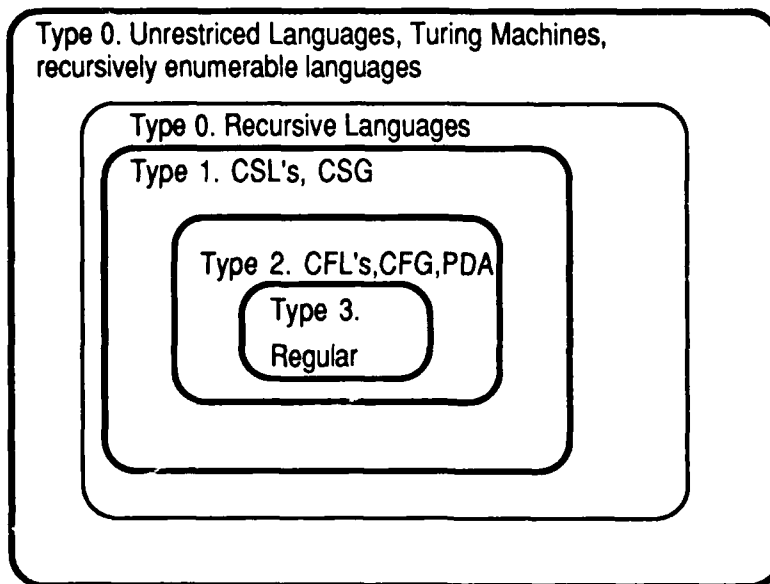 Type 0. Unrestriced Languages, Turing Machines,
recursively enumerable languages
Type 0. Recursive Languages
Type 1. CSL's, CSG
Type 2. CFL's,CFG,PDA
Type 3.
Regular